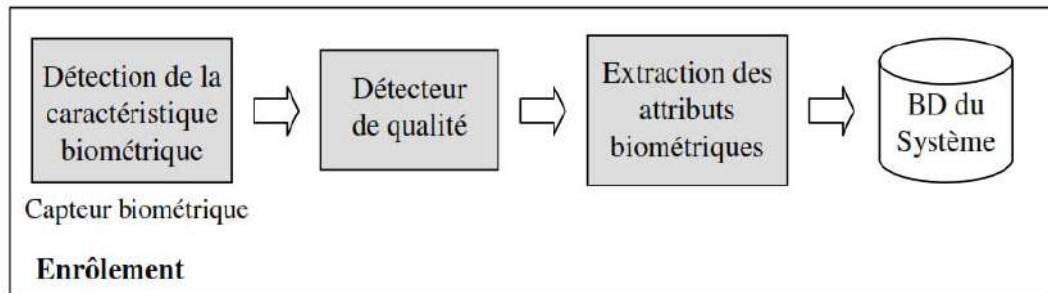 Détection de la
caractéristique
biométrique
Détecteur
de qualité
Extraction des
attributs
biométriques
BD du
Système
Capteur biométrique
Enrôlement